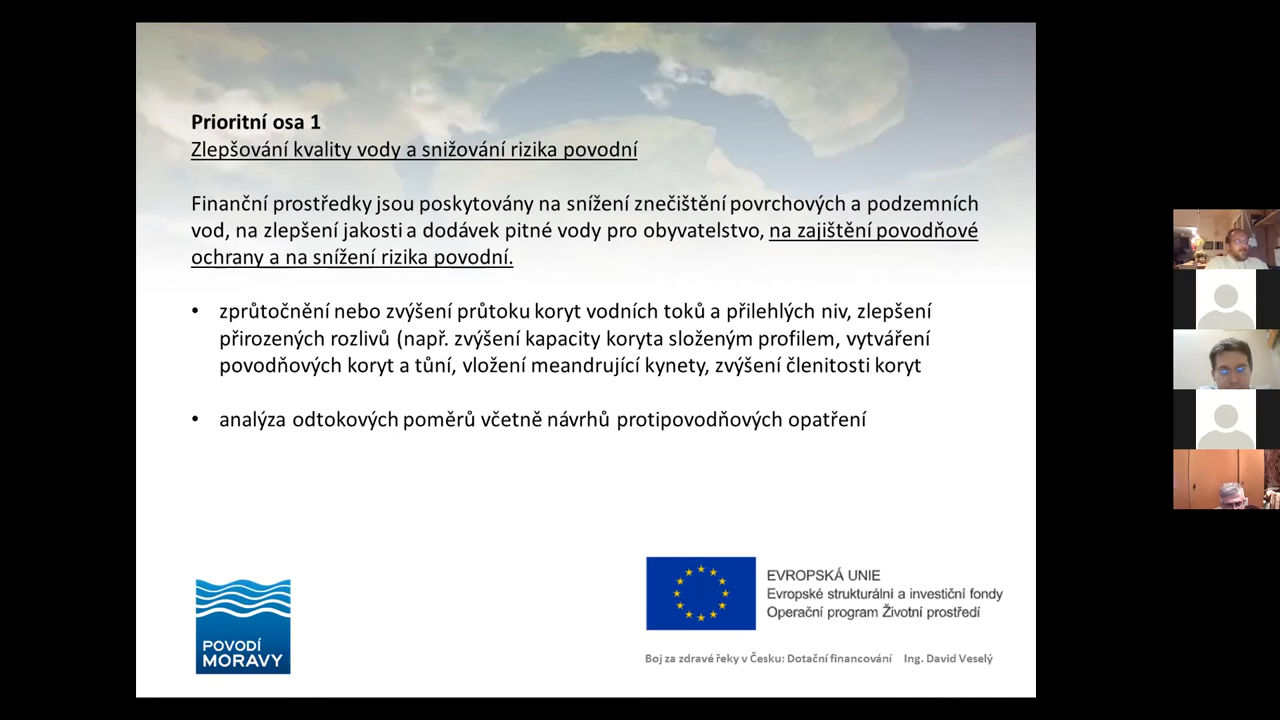 Prioritní osa 1
Zlepšování kvality vody a snižování rizika povodní
Finanční prostředky jsou poskytovány na snížení znečištění povrchových a podzemních
vod, na zlepšení jakosti a dodávek pitné vody pro obyvatelstvo, na zajištění povodňové
ochrany a na snížení rizika povodní.
• zprůtočnění nebo zvýšení průtoku koryt vodních toků a přilehlých niv, zlepšení
přirozených rozlivů (např. zvýšení kapacity koryta složeným profilem, vytváření
povodňových koryt a tůní, vložení meandrující kynety, zvýšení členitosti koryt
• analýza odtokových poměrů včetně návrhů protipovodňových opatření
POVODÍ
MORAVY
EVROPSKÁ UNIE
Evropské strukturální a investiční fondy
Operační program Životní prostředí
Boj za zdravé řeky v Česku: Dotační financování Ing. David Veselý